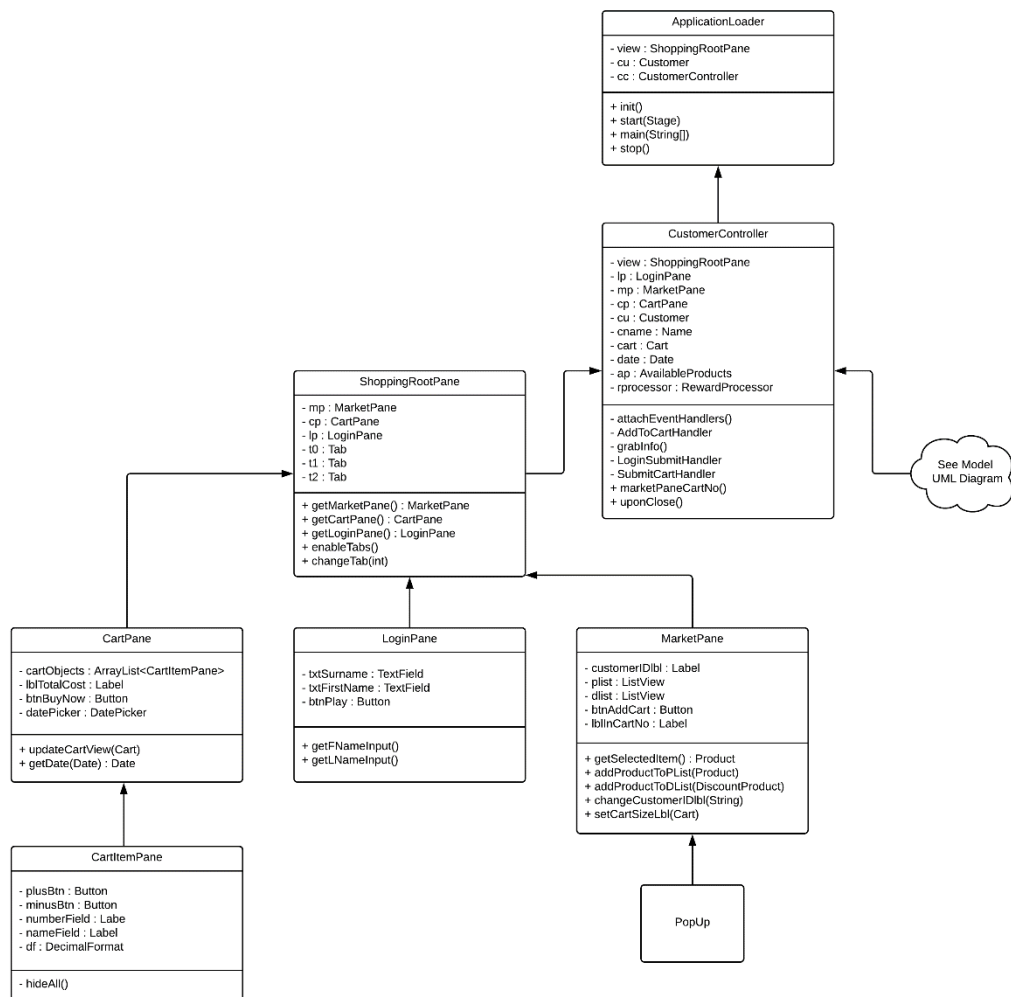 ApplicationLoader
- view : ShoppingRootPane
- cu : Customer
- cc : CustomerController
+ init()
+ start(Stage)
+ main(String[])
+ stop()
CustomerController
- view : ShoppingRootPane
- lp : LoginPane
- mp : MarketPane
- cp : CartPane
- cu : Customer
- cname : Name
- cart : Cart
- date : Date
- ap : AvailableProducts
- rprocessor : RewardProcessor
- attachEventHandlers()
- AddToCartHandler
- grabInfo()
- LoginSubmitHandler
- SubmitCartHandler
+ marketPaneCartNo()
+ uponClose()
See Model
UML Diagram
ShoppingRootPane
- mp : MarketPane
- cp : CartPane
- lp : LoginPane
- t0 : Tab
- t1 : Tab
- t2 : Tab
+ getMarketPane() : MarketPane
+ getCartPane() : CartPane
+ getLoginPane() : LoginPane
+ enableTabs()
+ changeTab(int)
CartPane
- cartObjects : ArrayList<CartItemPane>
- lblTotalCost : Label
- btnBuyNow : Button
- datePicker : DatePicker
+ updateCartView(Cart)
+ getDate(Date) : Date
LoginPane
- txtSurname : TextField
- txtFirstName : TextField
- btnPlay : Button
+ getFNameInput()
+ getLNameInput()
MarketPane
- customerIDlbl : Label
- plist : ListView
- dlist : ListView
- btnAddCart : Button
- lblInCartNo : Label
+ getSelectedItem() : Product
+ addProductToPList(Product)
+ addProductToDList(DiscountProduct)
+ changeCustomerIDlbl(String)
+ setCartSizeLbl(Cart)
CartItemPane
- plusBtn : Button
- minusBtn : Button
- numberField : Labe
- nameField : Label
- df : DecimalFormat
- hideAll()
PopUp